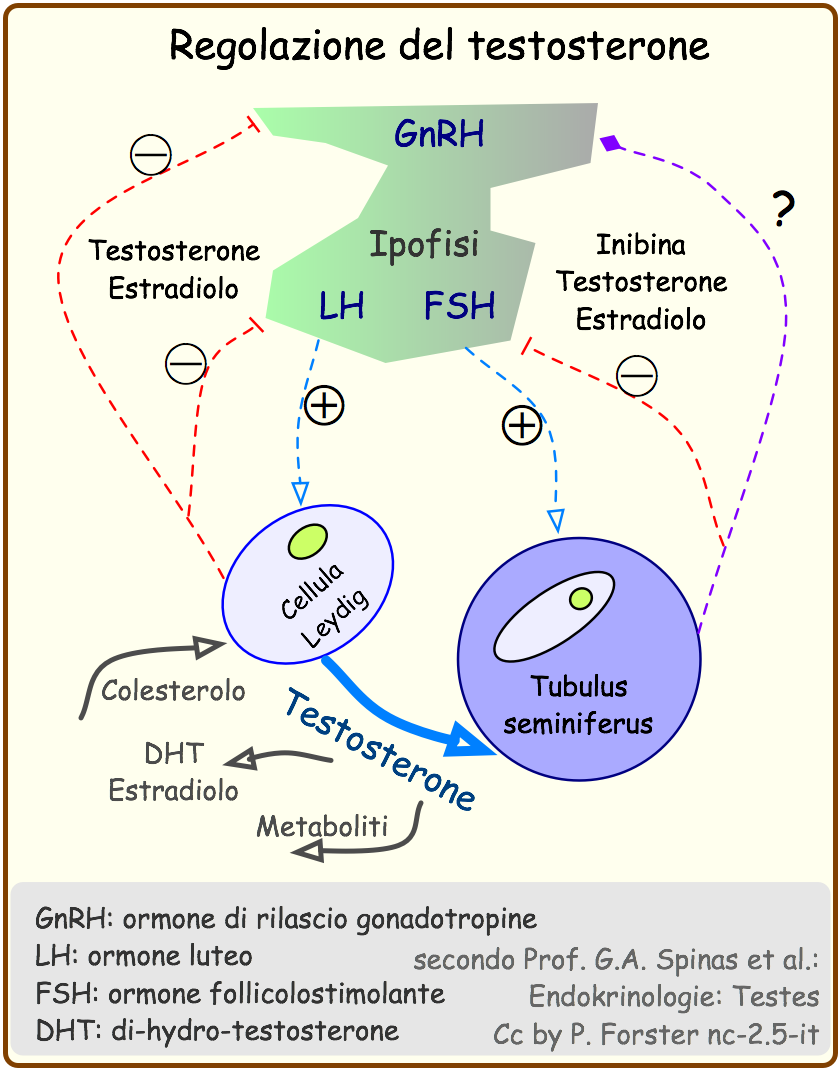 Regolazione del testosterone
GnRH
Testosterone
Estradiolo
Ipofisi
LH
FSH
Inibina
Testosterone
Estradiolo
?
−
−
−
+
+
Cellula
Leydig
Tubulus
seminiferus
Colesterolo
Testosterone
DHT
Estradiolo
Metaboliti
GnRH: ormone di rilascio gonadotropine
LH: ormone luteo
FSH: ormone follicolostimolante
DHT: di-hydro-testosterone
secondo Prof. G.A. Spinas et al.:
Endokrinologie: Testes
Cc by P. Forster nc-2.5-it